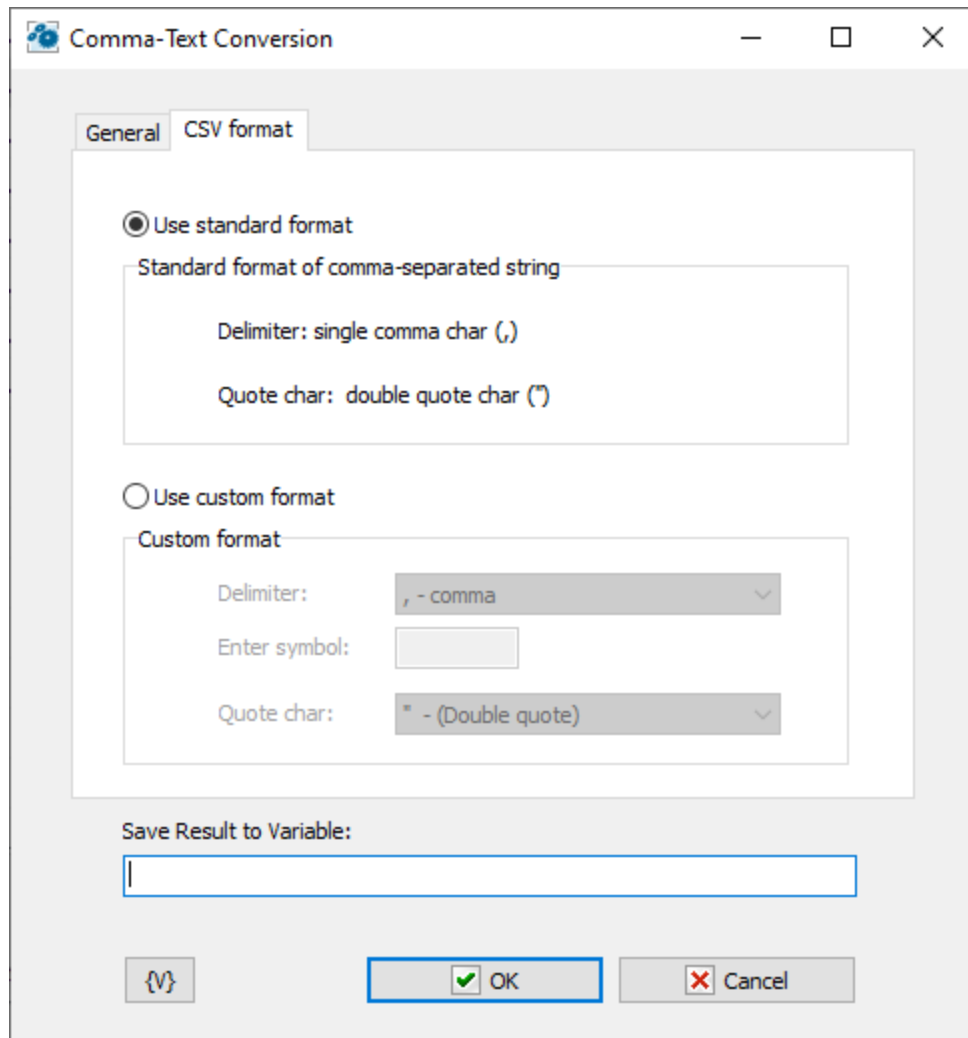 Comma-Text Conversion
General
CSV format
Use standard format
Standard format of comma-separated string
Delimiter: single comma char (,)
Quote char:  double quote char (")
Use custom format
Custom format
Delimiter:
, - comma
Enter symbol:
Quote char:
"  - (Double quote)
Save Result to Variable:
{V}
OK
Cancel